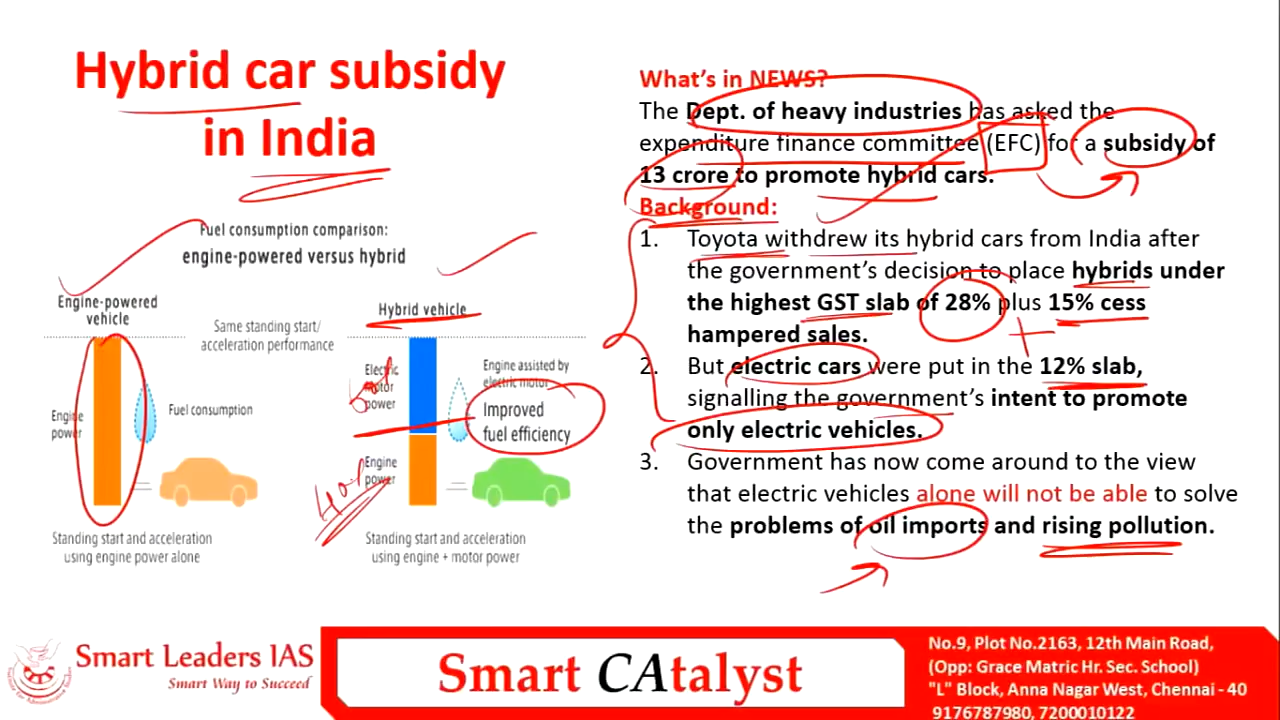 Hybrid car subsidy
in India
Fuel consumption comparison:
engine-powered versus hybrid
Engine-powered
vehicle
Same standing start/
acceleration performance
Engine
power
Fuel consumption
Standing start and acceleration
using engine power alone
Hybrid vehicle
Electric
motor
power
Engine assisted by
electric motor
Improved
fuel efficiency
Engine
power
Standing start and acceleration
using engine + motor power
What's in NEWS?
The Dept. of heavy industries has asked the
expenditure finance committee (EFC) for a subsidy of
13 crore to promote hybrid cars.
Background:
1. Toyota withdrew its hybrid cars from India after
the government's decision to place hybrids under
the highest GST slab of 28% plus 15% cess
hampered sales.
2. But electric cars were put in the 12% slab,
signalling the government's intent to promote
only electric vehicles.
3. Government has now come around to the view
that electric vehicles alone will not be able to solve
the problems of oil imports and rising pollution.
Smart Leaders IAS
Smart Way to Succeed
Smart CAtalyst
No.9, Plot No.2163, 12th Main Road,
(Opp: Grace Matric Hr. Sec. School)
"L" Block, Anna Nagar West, Chennai - 40
9176787980, 7200010122